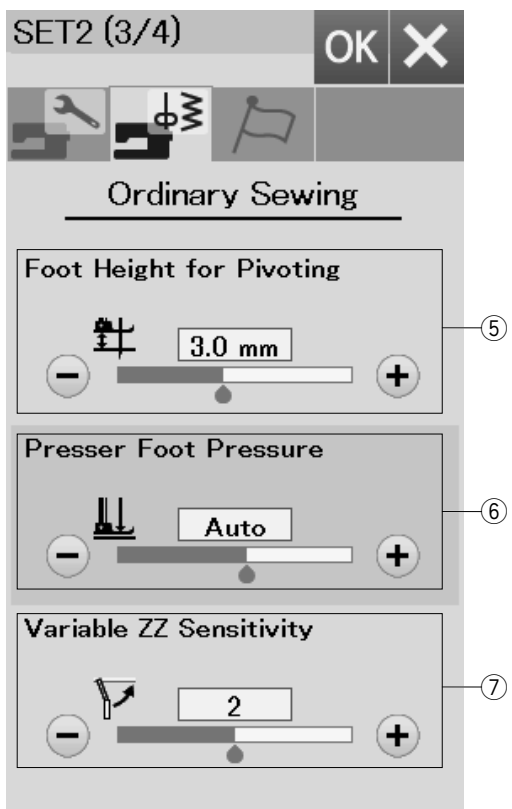 SET2 (3/4)
OK
Ordinary Sewing
Foot Height for Pivoting
3.0 mm
⑤
Presser Foot Pressure
Auto
⑥
Variable ZZ Sensitivity
2
⑦